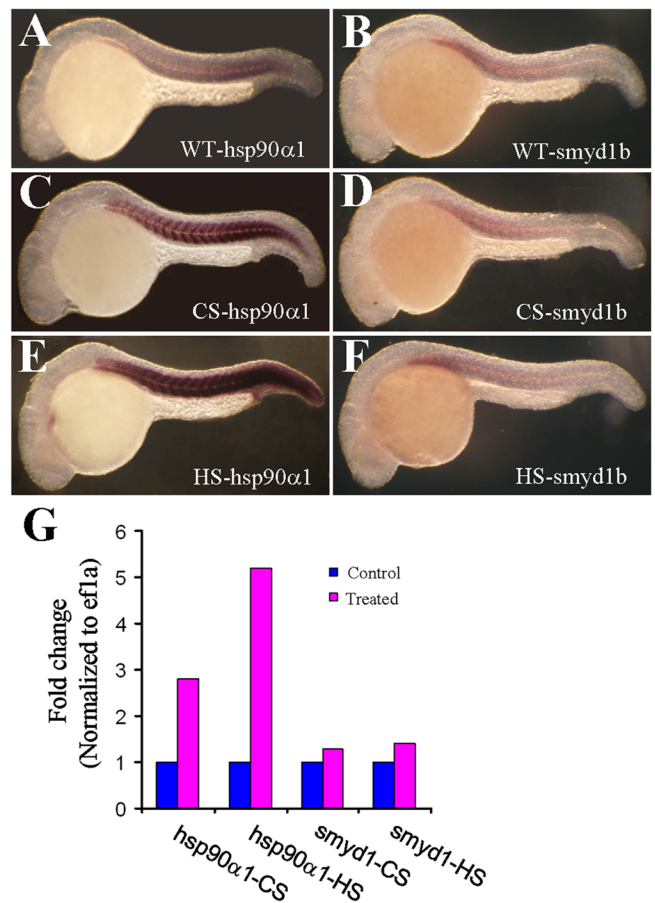 A
WT-hsp90α1
B
WT-smyd1b
C
CS-hsp90α1
D
CS-smyd1b
E
HS-hsp90α1
F
HS-smyd1b
G
Fold change
(Normalized to ef1a)
6
5
4
3
2
1
0
Control
Treated
hsp90α1-CS
hsp90α1-HS
smyd1-CS
smyd1-HS